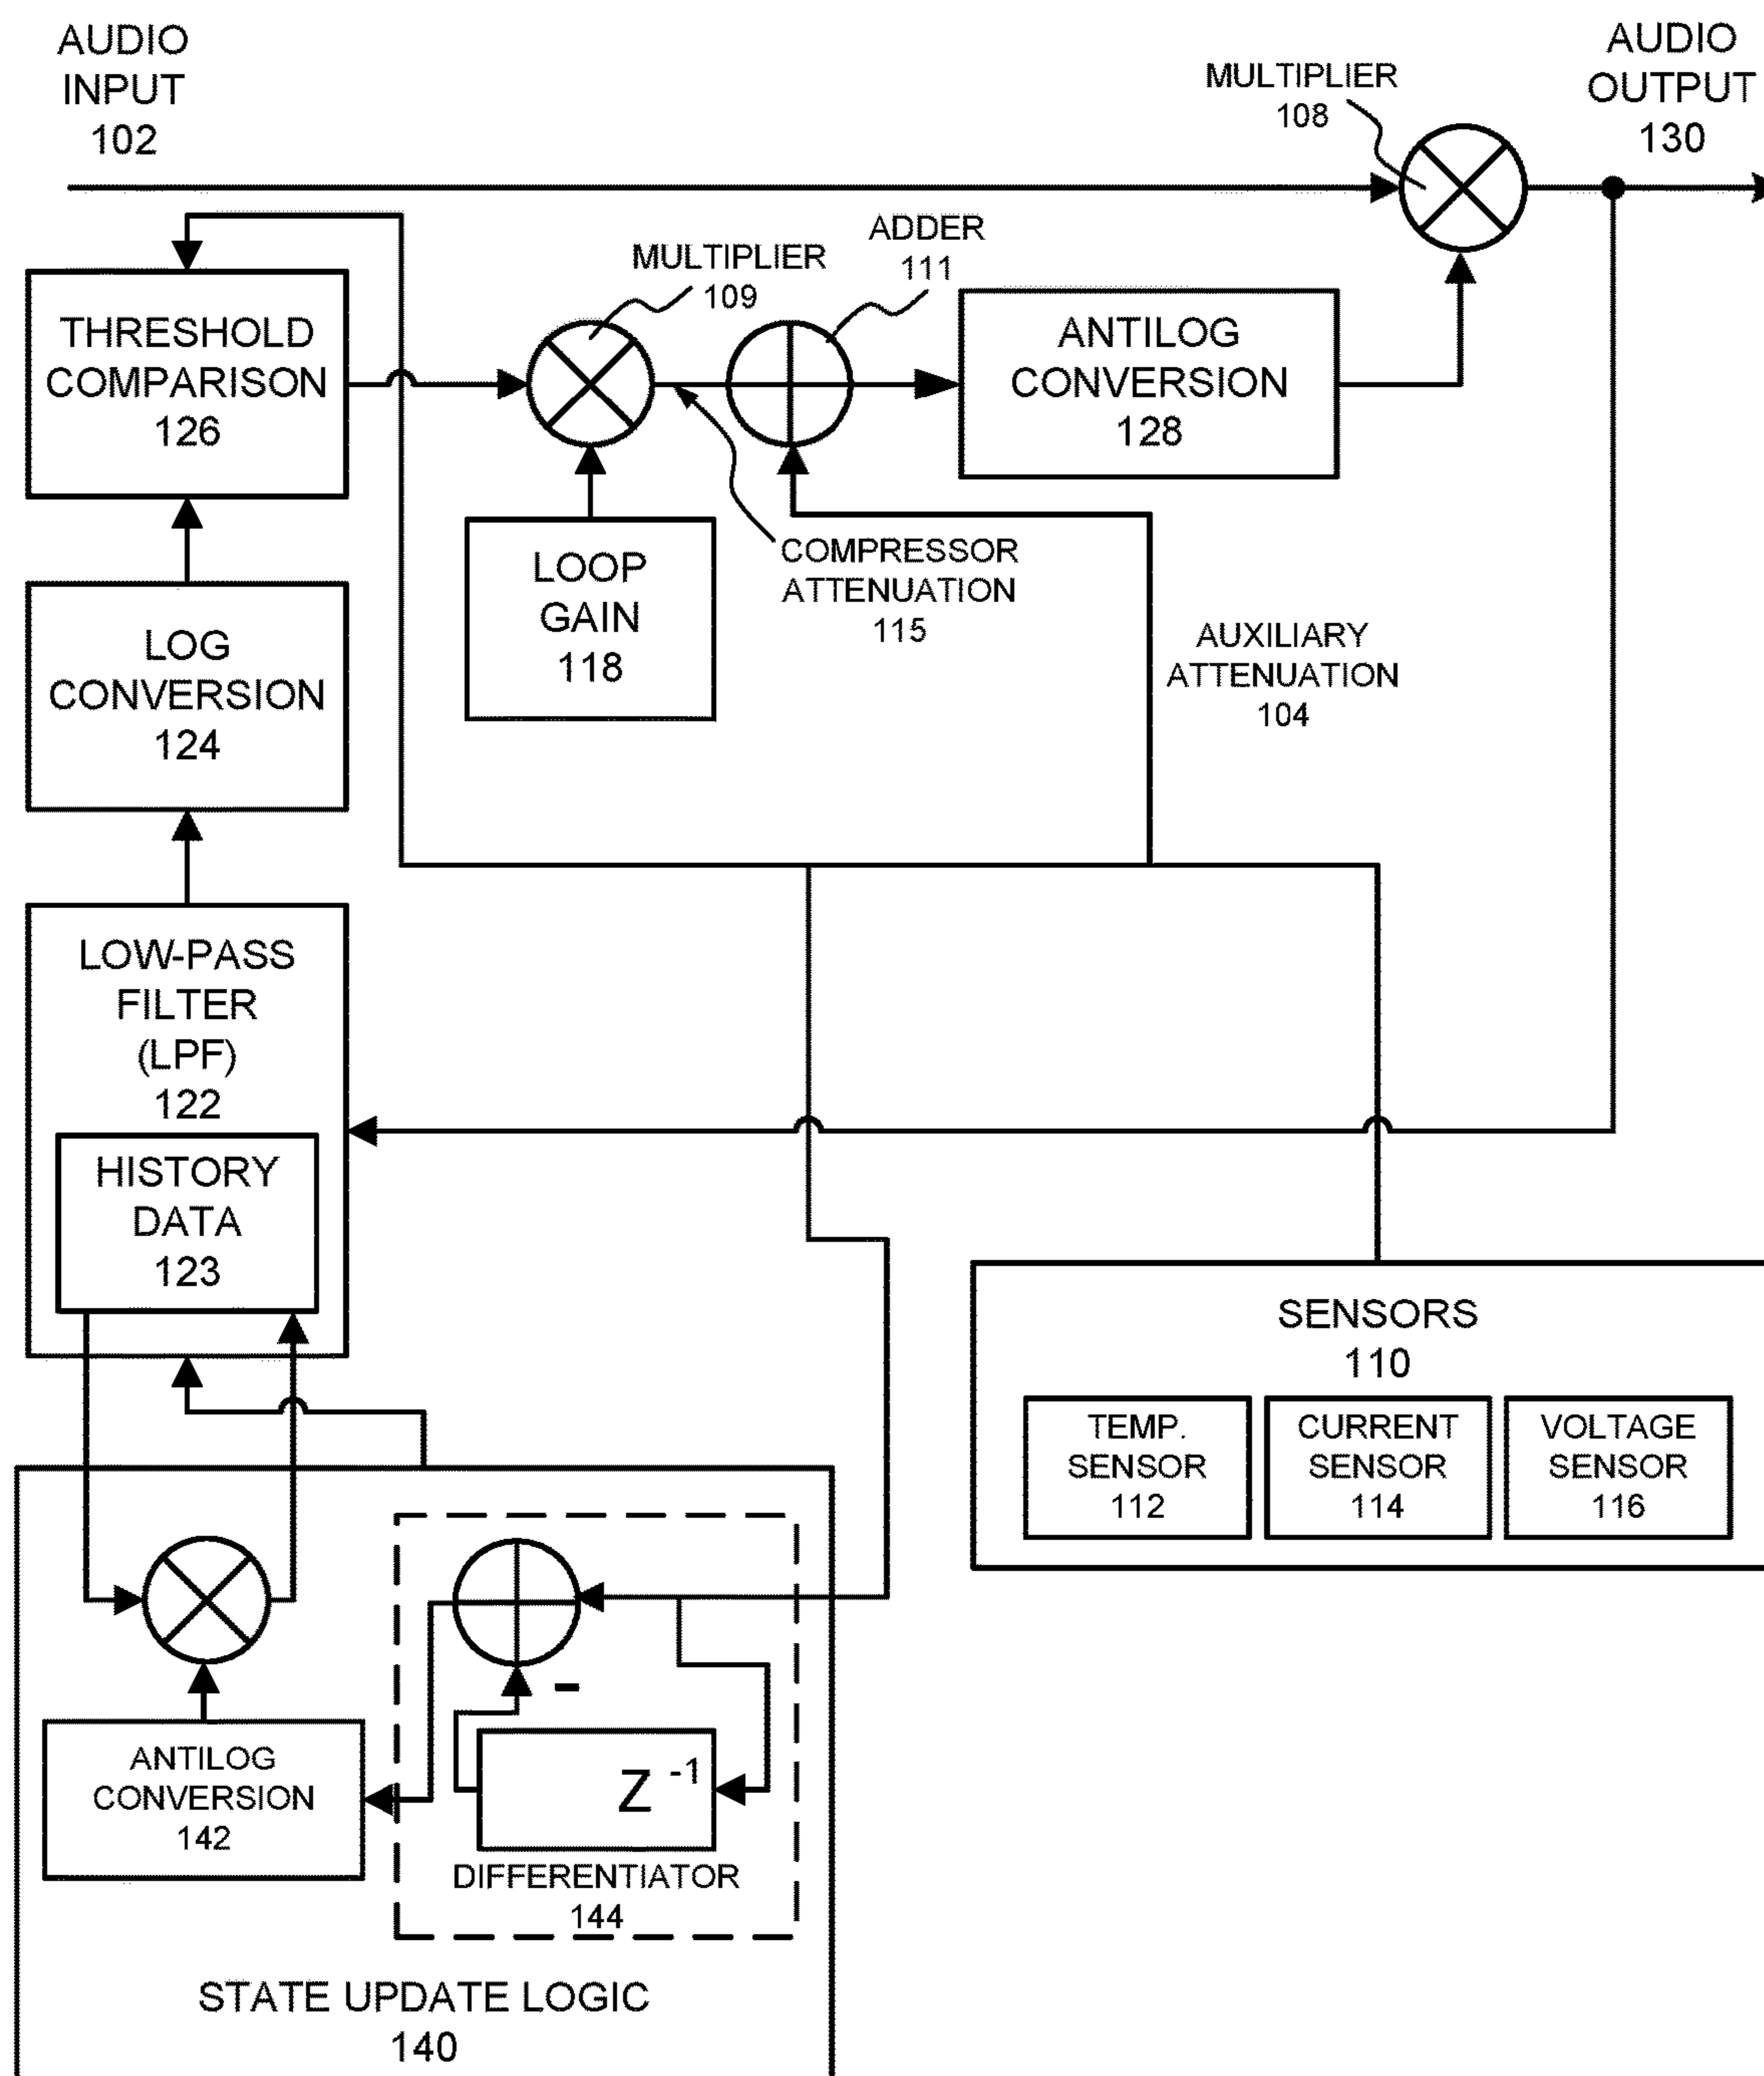 AUDIO
INPUT
102
MULTIPLIER
108
AUDIO
OUTPUT
130
THRESHOLD
COMPARISON
126
MULTIPLIER
109
ADDER
111
ANTILOG
CONVERSION
128
LOOP
GAIN
118
COMPRESSOR
ATTENUATION
115
AUXILIARY
ATTENUATION
104
LOG
CONVERSION
124
LOW-PASS
FILTER
(LPF)
122
HISTORY
DATA
123
SENSORS
110
TEMP.
SENSOR
112
CURRENT
SENSOR
114
VOLTAGE
SENSOR
116
-
Z -1
ANTILOG
CONVERSION
142
DIFFERENTIATOR
144
STATE UPDATE LOGIC
140